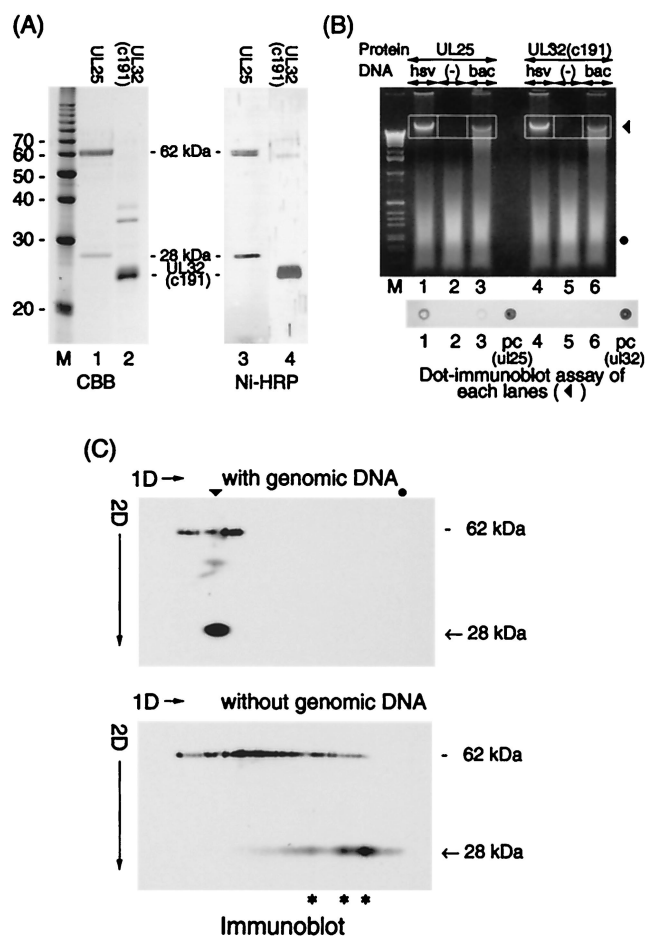 (A)
UL25
UL32
(c191)
UL25
UL32
(c191)
70 -
60 -
50 -
40 -
30 -
20 -
- 62 kDa -
- 28 kDa -
UL32
(c191)
M 1 2
CBB
3 4
Ni-HRP
(B)
Protein UL25 UL32(c191)
DNA hsv (-) bac hsv (-) bac
M 1 2 3 4 5 6
1 2 3 pc 4 5 6 pc
(ul25) (ul32)
Dot-immunoblot assay of
each lanes (◀)
(C)
1D → with genomic DNA
2D
- 62 kDa
← 28 kDa
1D → without genomic DNA
2D
- 62 kDa
← 28 kDa
* * *
Immunoblot